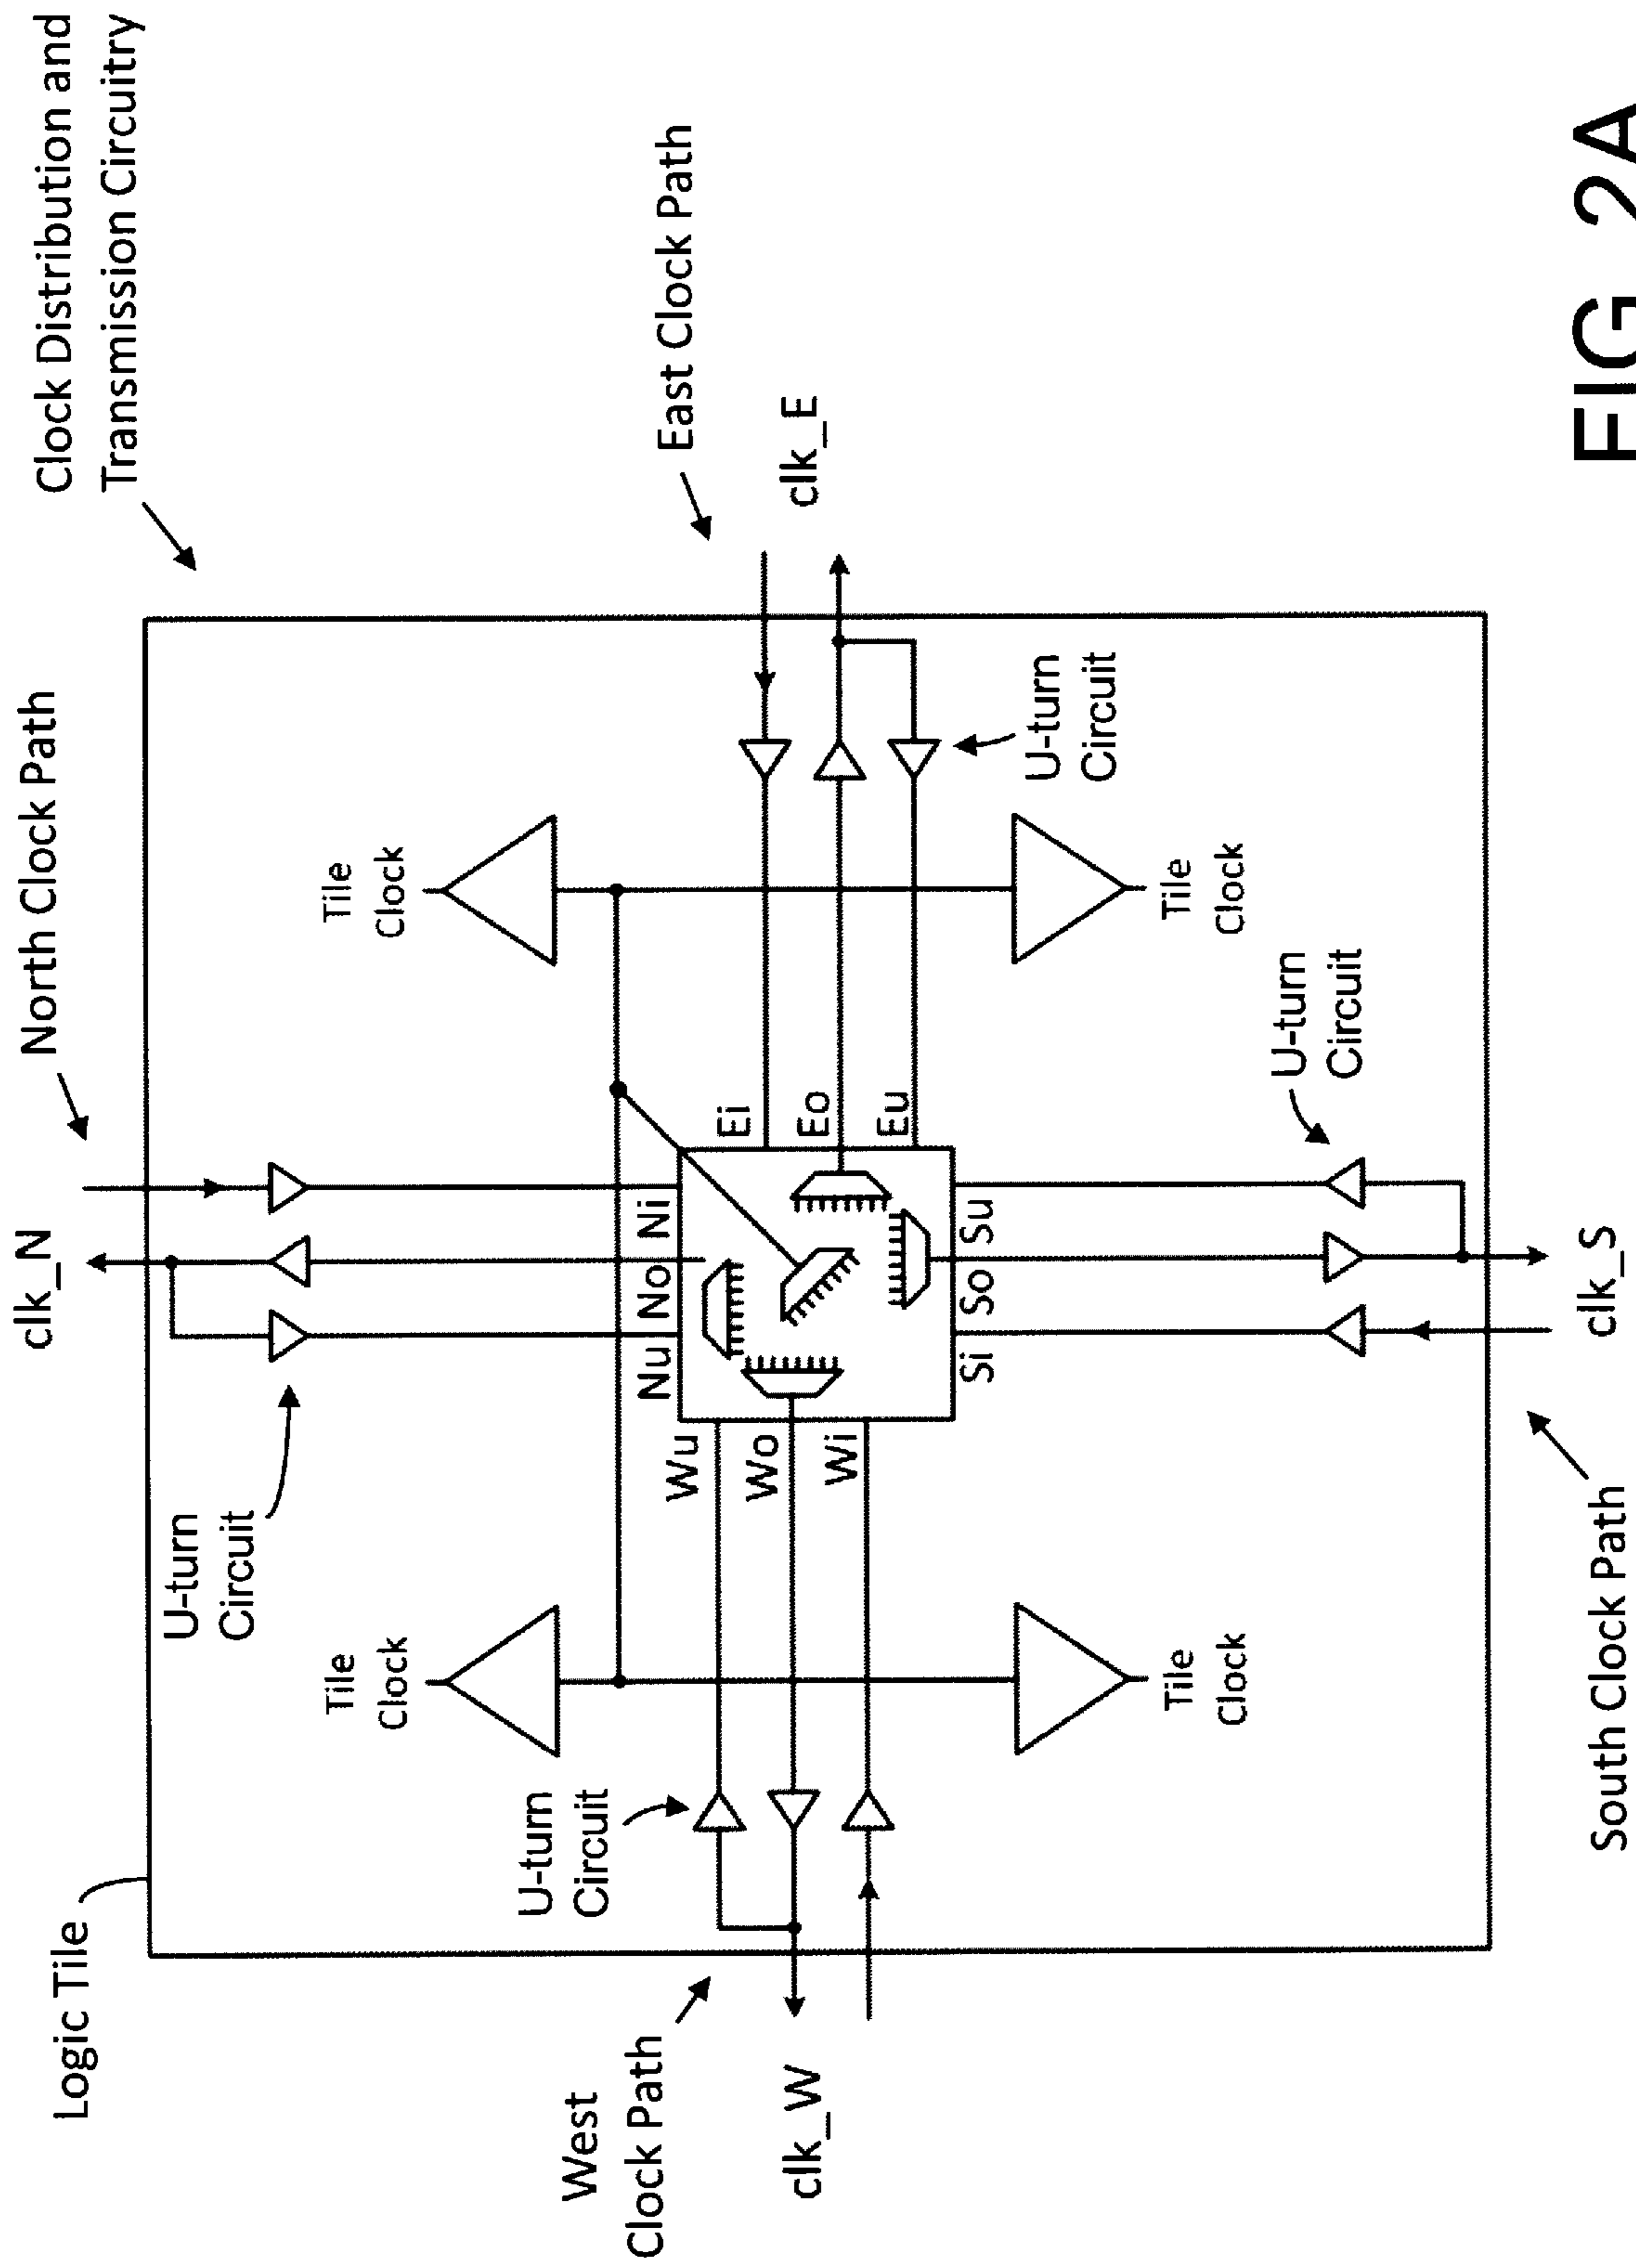 Clock Distribution and
Transmission Circuitry
Logic Tile
clk_N
North Clock Path
U-turn
Circuit
Tile
Clock
Tile
Clock
West
Clock Path
clk_W
U-turn
Circuit
Wu
Wo
Wi
Nu
No
Ni
Ei
Eo
Eu
Si
So
Su
East Clock Path
clk_E
U-turn
Circuit
Tile
Clock
Tile
Clock
U-turn
Circuit
South Clock Path
clk_S
FIG. 2A